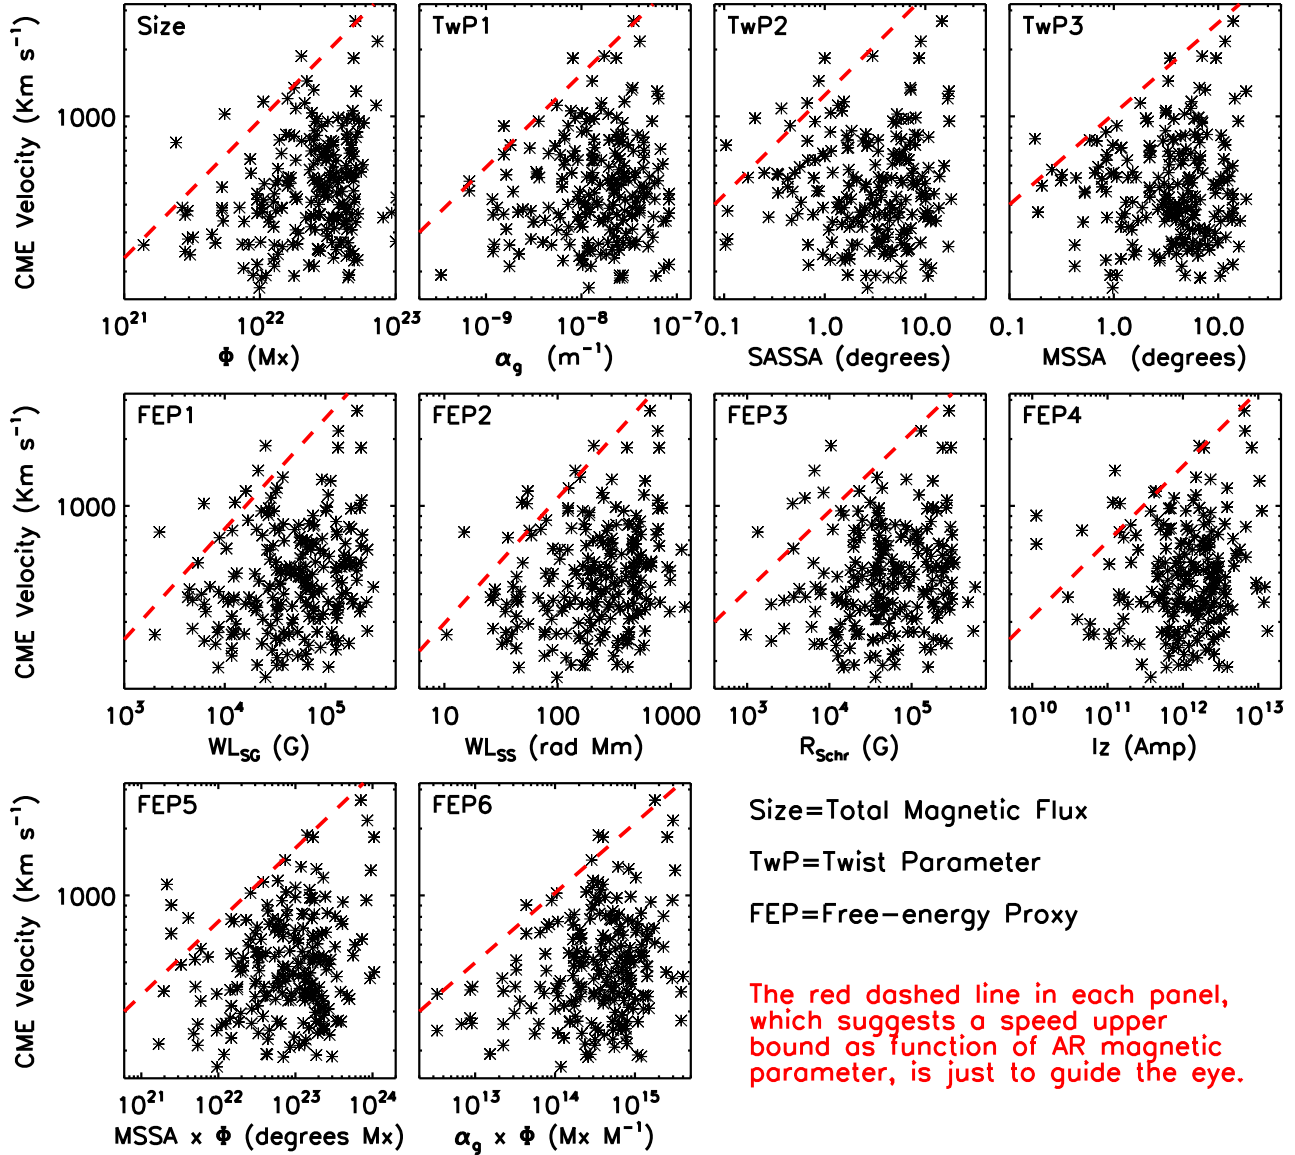 Size
TwP1
TwP2
TwP3
CME Velocity (Km s⁻¹)
1000
10²¹ 10²² 10²³
10⁻⁹ 10⁻⁸ 10⁻⁷
0.1 1.0 10.0
0.1 1.0 10.0
Φ (Mx)
α_g (m⁻¹)
SASSA (degrees)
MSSA (degrees)
FEP1
FEP2
FEP3
FEP4
CME Velocity (Km s⁻¹)
1000
10³ 10⁴ 10⁵
10 100 1000
10³ 10⁴ 10⁵
10¹⁰ 10¹¹ 10¹² 10¹³
WL_SG (G)
WL_SS (rad Mm)
R_Schr (G)
Iz (Amp)
FEP5
FEP6
CME Velocity (Km s⁻¹)
1000
10²¹ 10²² 10²³ 10²⁴
10¹³ 10¹⁴ 10¹⁵
MSSA x Φ (degrees Mx)
α_g x Φ (Mx M⁻¹)
Size=Total Magnetic Flux
TwP=Twist Parameter
FEP=Free-energy Proxy
The red dashed line in each panel,
which suggests a speed upper
bound as function of AR magnetic
parameter, is just to guide the eye.